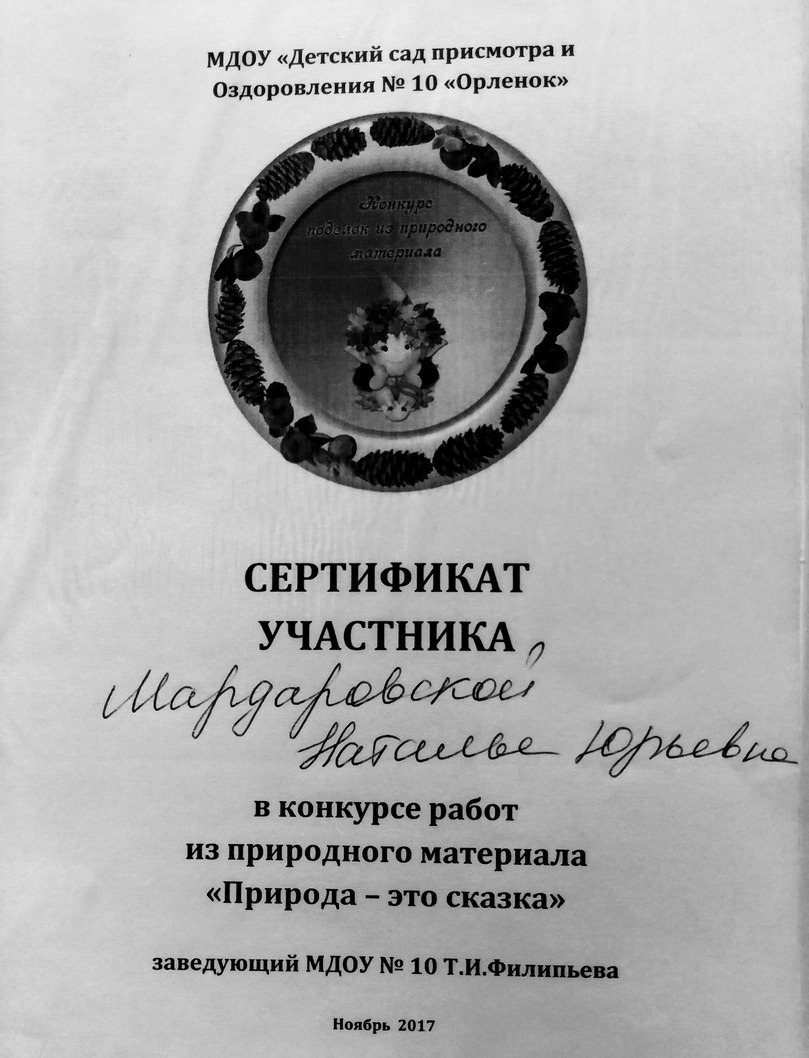 МДОУ «Детский сад присмотра и
Оздоровления № 10 «Орленок»
Конкурс
поделок из природного
материала
СЕРТИФИКАТ
УЧАСТНИКА
Мардаровской
Наталье Юрьевне
в конкурсе работ
из природного материала
«Природа – это сказка»
заведующий МДОУ № 10 Т.И.Филипьева
Ноябрь 2017